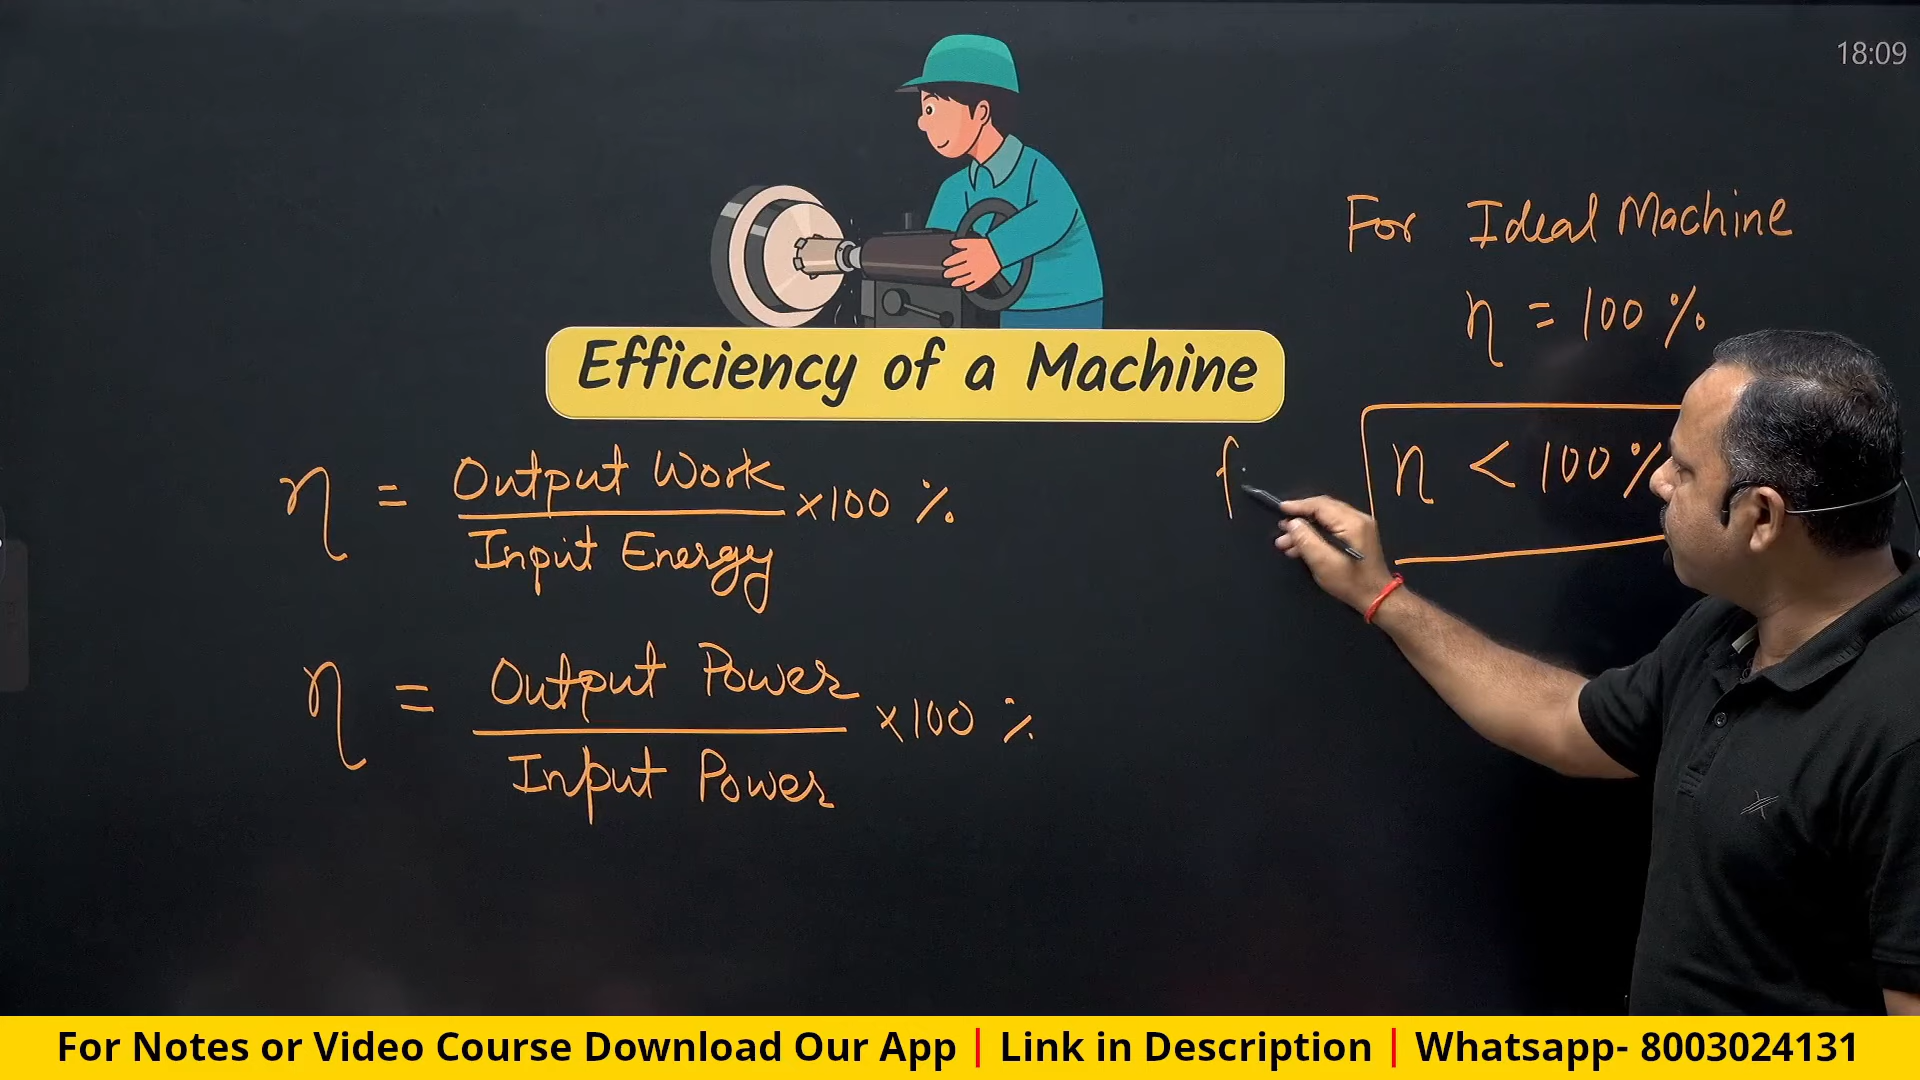 18:09
For Ideal Machine
η = 100 %
Efficiency of a Machine
η = Output Work / Input Energy ×100 %
f
η < 100 %
η = Output Power / Input Power ×100 %
For Notes or Video Course Download Our App | Link in Description | Whatsapp- 8003024131